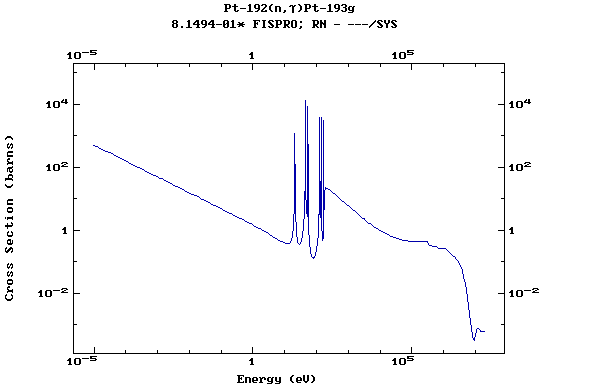 Pt-192(n,γ)Pt-193g
8.1494-01* FISPRO; RN - ---/SYS
10⁻⁵ 10⁵
10⁴ 10⁴
10² 10²
1 1
10⁻² 10⁻²
Cross Section (barns)
10⁻⁵ 1 10⁵
Energy (eV)